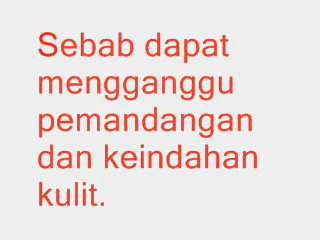 Sebab dapat
mengganggu
pemandangan
dan keindahan
kulit.